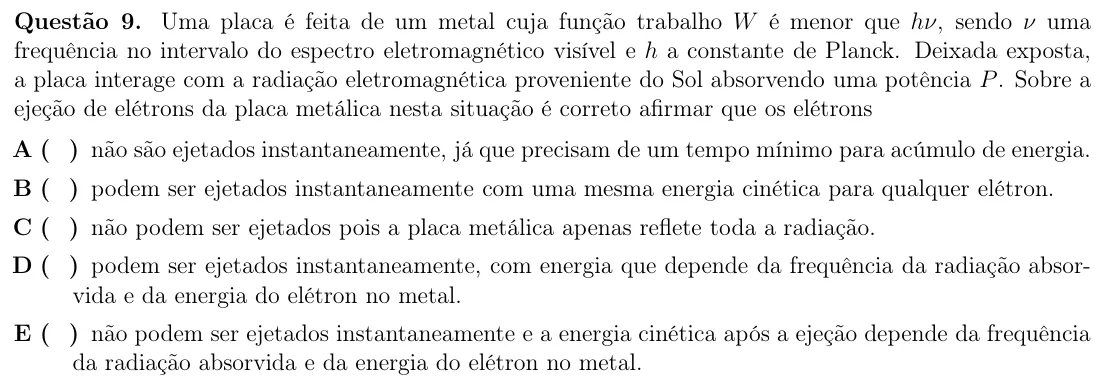 Questão 9. Uma placa é feita de um metal cuja função trabalho W é menor que hν, sendo ν uma
frequência no intervalo do espectro eletromagnético visível e h a constante de Planck. Deixada exposta,
a placa interage com a radiação eletromagnética proveniente do Sol absorvendo uma potência P. Sobre a
ejeção de elétrons da placa metálica nesta situação é correto afirmar que os elétrons
A ( ) não são ejetados instantaneamente, já que precisam de um tempo mínimo para acúmulo de energia.
B ( ) podem ser ejetados instantaneamente com uma mesma energia cinética para qualquer elétron.
C ( ) não podem ser ejetados pois a placa metálica apenas reflete toda a radiação.
D ( ) podem ser ejetados instantaneamente, com energia que depende da frequência da radiação absor-
vida e da energia do elétron no metal.
E ( ) não podem ser ejetados instantaneamente e a energia cinética após a ejeção depende da frequência
da radiação absorvida e da energia do elétron no metal.